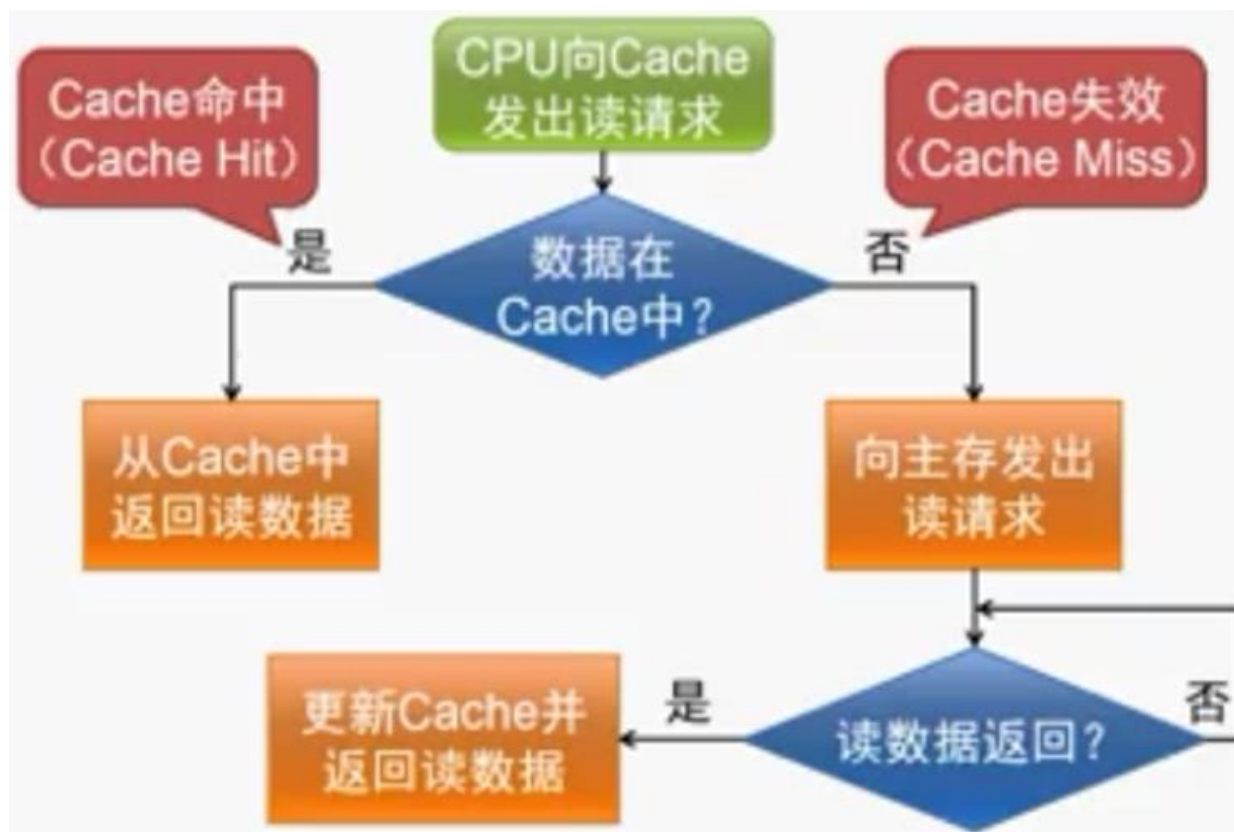 CPU向Cache
发出读请求
Cache命中
（Cache Hit）
Cache失效
（Cache Miss）
是
否
数据在
Cache中？
从Cache中
返回读数据
向主存发出
读请求
更新Cache并
返回读数据
是
读数据返回？
否